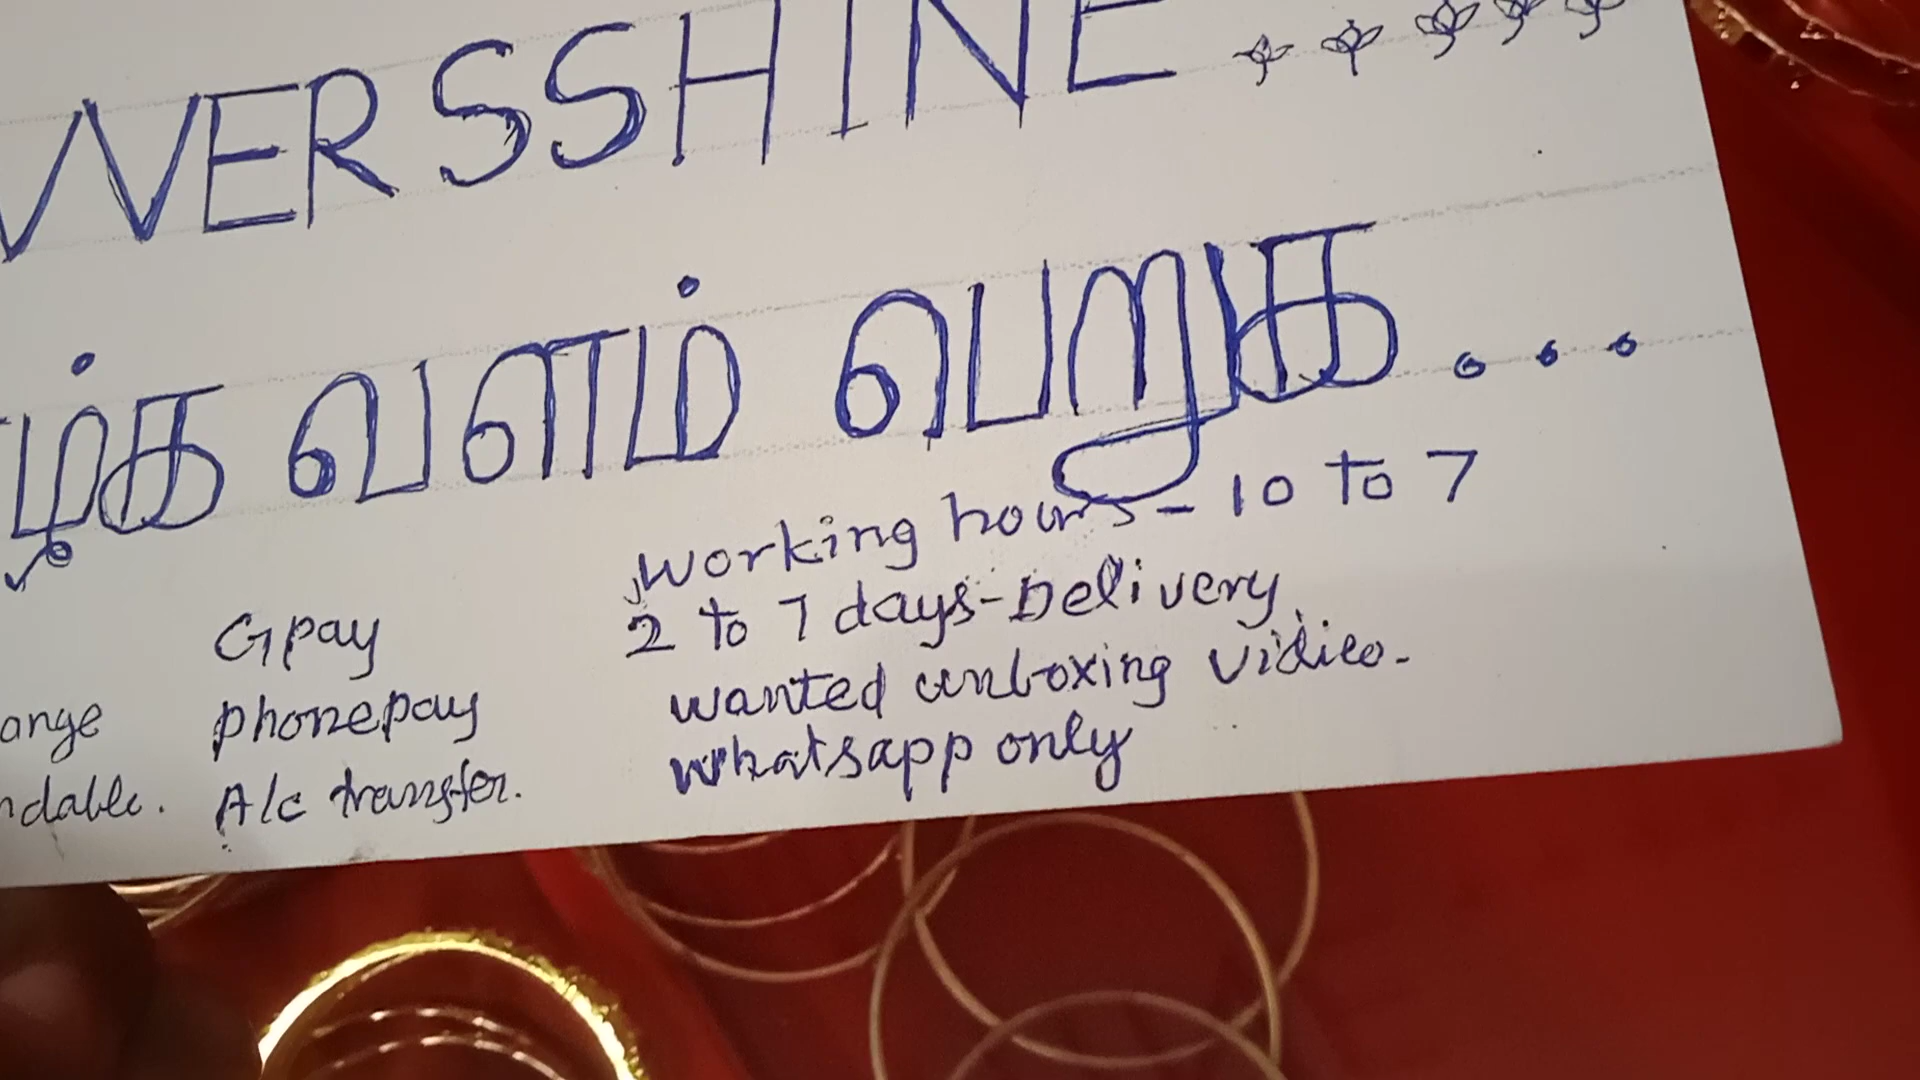 WERSSHINE
ழ்க வளம் பெறுக...
working hours - 10 to 7
Gpay 2 to 7 days - Delivery
ange phonepay wanted unboxing vidieo.
ndable. A/c transfer. whatsapp only